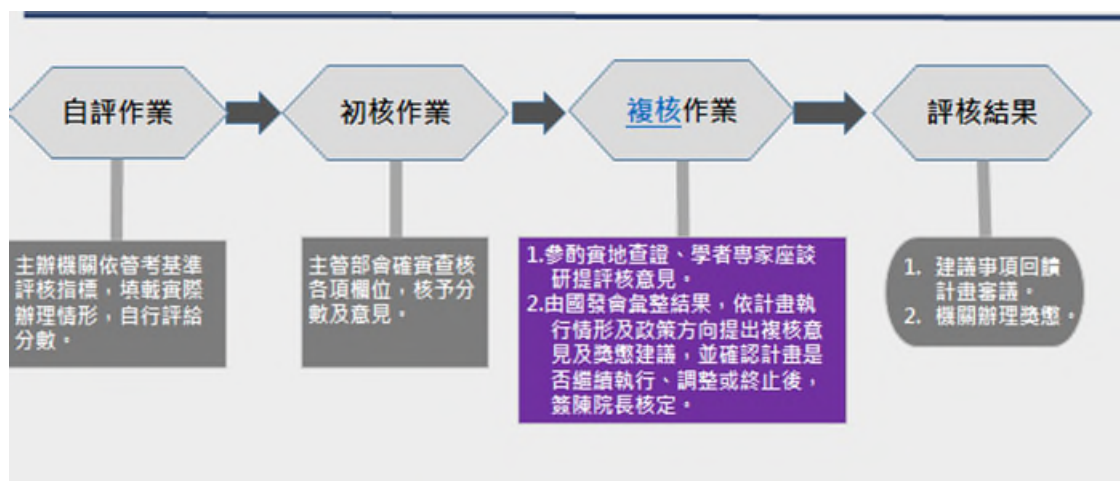 自評作業
初核作業
複核作業
評核結果
主辦機關依管考基準
評核指標，填載實際
辦理情形，自行評給
分數。
主管部會確實查核
各項欄位，核予分
數及意見。
1.參酌實地查證、學者專家座談
研提評核意見。
2.由國發會彙整結果，依計畫執
行情形及政策方向提出複核意
見及獎懲建議，並確認計畫是
否繼續執行、調整或終止後，
簽陳院長核定。
1. 建議事項回饋
計畫審議。
2. 機關辦理獎懲。